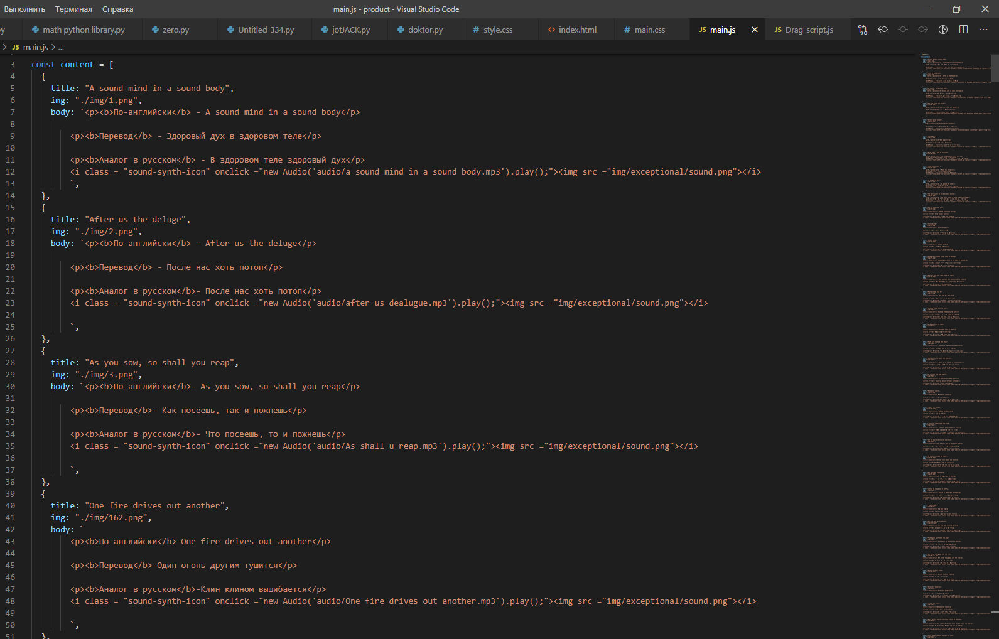 Выполнить Терминал Справка main.js - product - Visual Studio Code
py math python library.py zero.py Untitled-334.py jotJACK.py doktor.py # style.css <> index.html # main.css JS main.js JS Drag-script.js
JS main.js > ...
3 const content = [
4 {
5 title: "A sound mind in a sound body",
6 img: "./img/1.png",
7 body: `<p><b>По-английски</b> - A sound mind in a sound body</p>
8
9 <p><b>Перевод</b> - Здоровый дух в здоровом теле</p>
10
11 <p><b>Аналог в русском</b> - В здоровом теле здоровый дух</p>
12 <i class = "sound-synth-icon" onclick ="new Audio('audio/a sound mind in a sound body.mp3').play();"><img src ="img/exceptional/sound.png"></i>
13 `,
14 },
15 {
16 title: "After us the deluge",
17 img: "./img/2.png",
18 body: `<p><b>По-английски</b> - After us the deluge</p>
19
20 <p><b>Перевод</b> - После нас хоть потоп</p>
21
22 <p><b>Аналог в русском</b>- После нас хоть потоп</p>
23 <i class = "sound-synth-icon" onclick ="new Audio('audio/after us dealugue.mp3').play();"><img src ="img/exceptional/sound.png"></i>
24
25 `,
26 },
27 {
28 title: "As you sow, so shall you reap",
29 img: "./img/3.png",
30 body: `<p><b>По-английски</b>- As you sow, so shall you reap</p>
31
32 <p><b>Перевод</b>- Как посеешь, так и пожнешь</p>
33
34 <p><b>Аналог в русском</b>- Что посеешь, то и пожнешь</p>
35 <i class = "sound-synth-icon" onclick ="new Audio('audio/As shall u reap.mp3').play();"><img src ="img/exceptional/sound.png"></i>
36
37 `,
38 },
39 {
40 title: "One fire drives out another",
41 img: "./img/162.png",
42 body: `
43 <p><b>По-английски</b>-One fire drives out another</p>
44
45 <p><b>Перевод</b>-Один огонь другим тушится</p>
46
47 <p><b>Аналог в русском</b>-Клин клином вышибается</p>
48 <i class = "sound-synth-icon" onclick ="new Audio('audio/One fire drives out another.mp3').play();"><img src ="img/exceptional/sound.png"></i>
49
50 `,
51 },